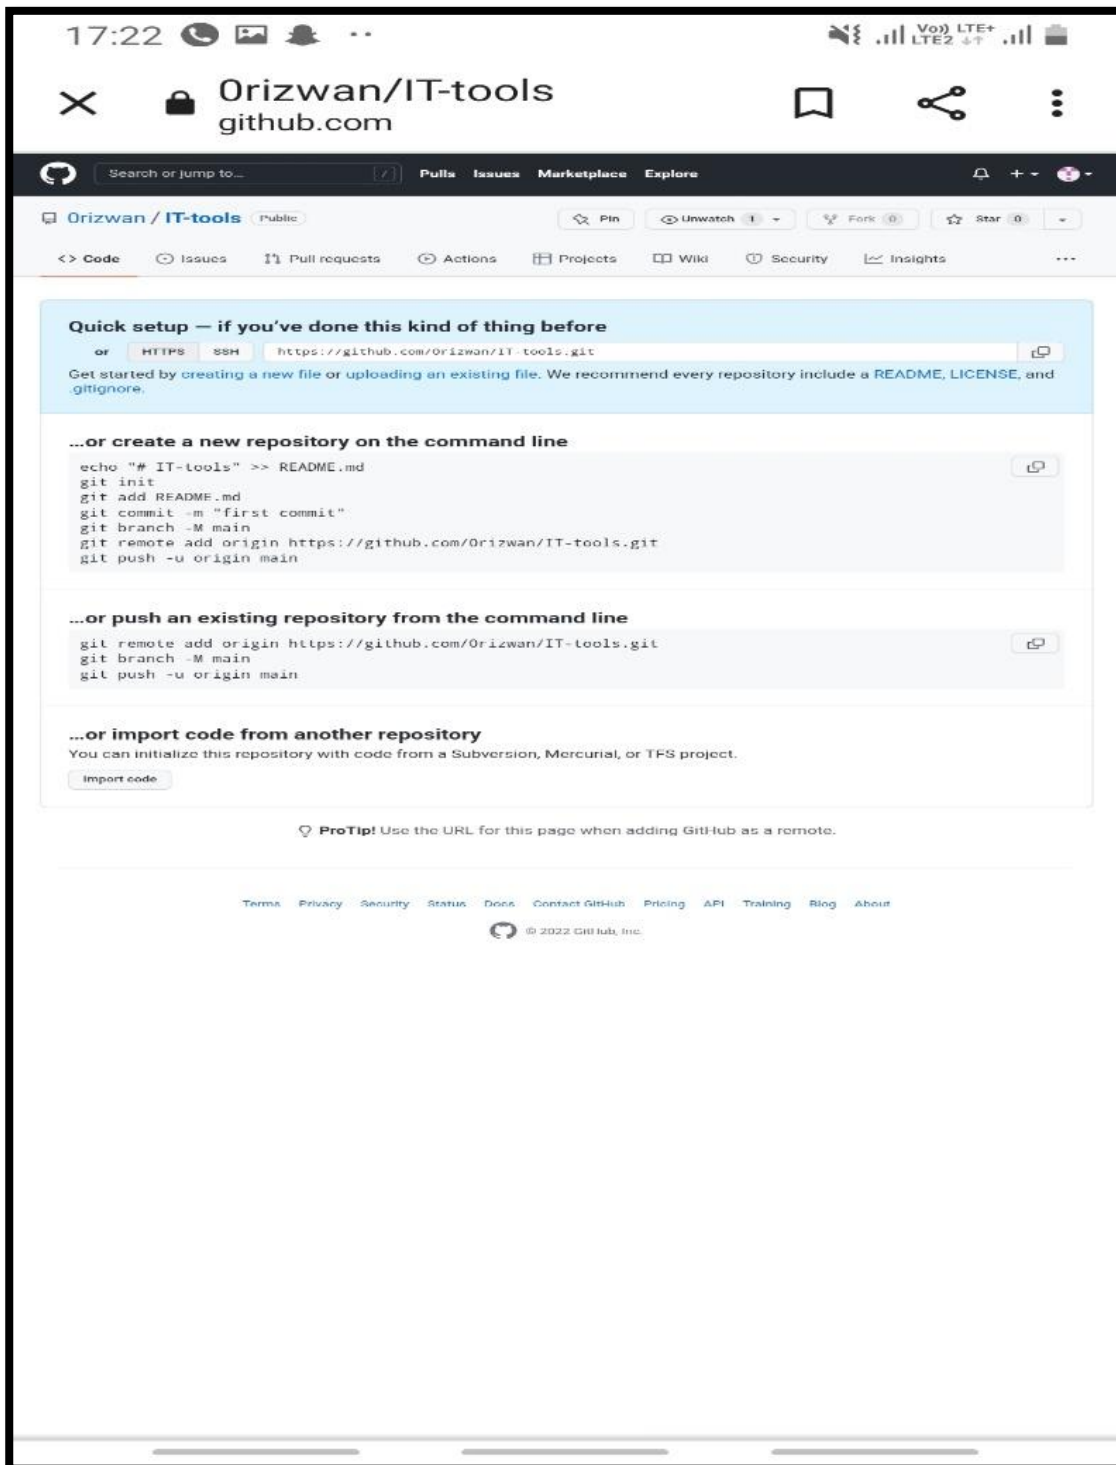 17:22
Vo)) LTE+
LTE2
0rizwan/IT-tools
github.com
Search or jump to... / Pulls Issues Marketplace Explore
0rizwan / IT-tools Public Pin Unwatch 1 Fork 0 Star 0
<> Code Issues Pull requests Actions Projects Wiki Security Insights ...
Quick setup — if you've done this kind of thing before
or HTTPS SSH https://github.com/0rizwan/IT-tools.git
Get started by creating a new file or uploading an existing file. We recommend every repository include a README, LICENSE, and
.gitignore.
...or create a new repository on the command line
echo "# IT-tools" >> README.md
git init
git add README.md
git commit -m "first commit"
git branch -M main
git remote add origin https://github.com/0rizwan/IT-tools.git
git push -u origin main
...or push an existing repository from the command line
git remote add origin https://github.com/0rizwan/IT-tools.git
git branch -M main
git push -u origin main
...or import code from another repository
You can initialize this repository with code from a Subversion, Mercurial, or TFS project.
Import code
ProTip! Use the URL for this page when adding GitHub as a remote.
Terms Privacy Security Status Docs Contact GitHub Pricing API Training Blog About
© 2022 GitHub, Inc.